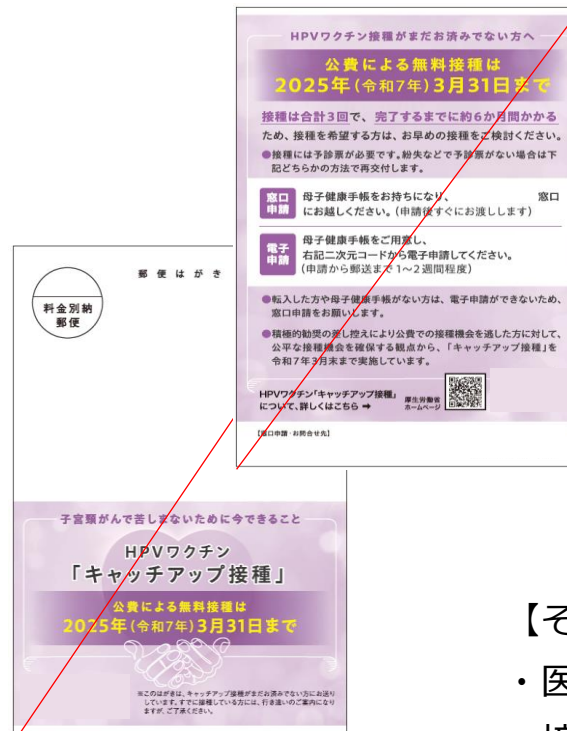 HPVワクチン接種がまだお済みでない方へ
公費による無料接種は
2025年(令和7年)3月31日まで
接種は合計3回で、完了するまでに約6か月間かかる
ため、接種を希望する方は、お早めの接種をご検討ください。
●接種には予診票が必要です。紛失などで予診票がない場合は下
記どちらかの方法で再交付します。
窓口
申請
母子健康手帳をお持ちになり、 窓口
にお越しください。(申請後すぐにお渡しします)
電子
申請
母子健康手帳をご用意し、
右記二次元コードから電子申請してください。
(申請から郵送まで1~2週間程度)
●転入した方や母子健康手帳がない方は、電子申請ができないため、
窓口申請をお願いします。
●積極的勧奨の差し控えにより公費での接種機会を逃した方に対して、
公平な接種機会を確保する観点から、「キャッチアップ接種」を
令和7年3月末まで実施しています。
HPVワクチン「キャッチアップ接種」
について、詳しくはこちら ➡
厚生労働省
ホームページ
【窓口申請・お問合せ先】
郵便はがき
料金別納
郵便
子宮頸がんで苦しまないために今できること
HPVワクチン
「キャッチアップ接種」
公費による無料接種は
2025年(令和7年)3月31日まで
※このはがきは、キャッチアップ接種がまだお済みでない方にお送り
しています。すでに接種している方には、行き違いのご案内になり
ますが、ご了承ください。
【そ
・医